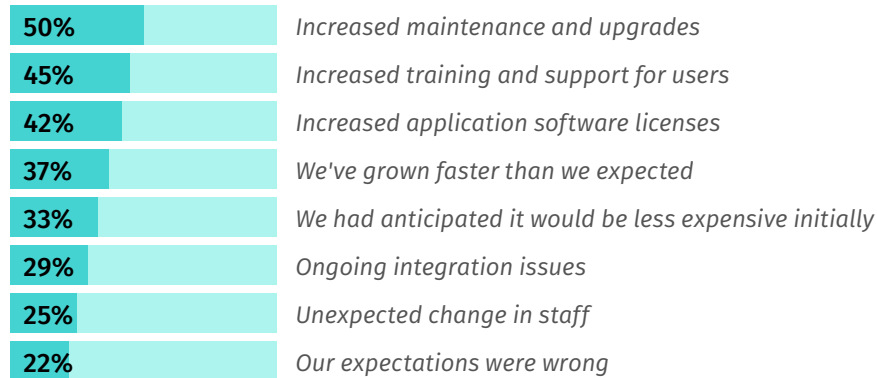 50% Increased maintenance and upgrades
45% Increased training and support for users
42% Increased application software licenses
37% We've grown faster than we expected
33% We had anticipated it would be less expensive initially
29% Ongoing integration issues
25% Unexpected change in staff
22% Our expectations were wrong